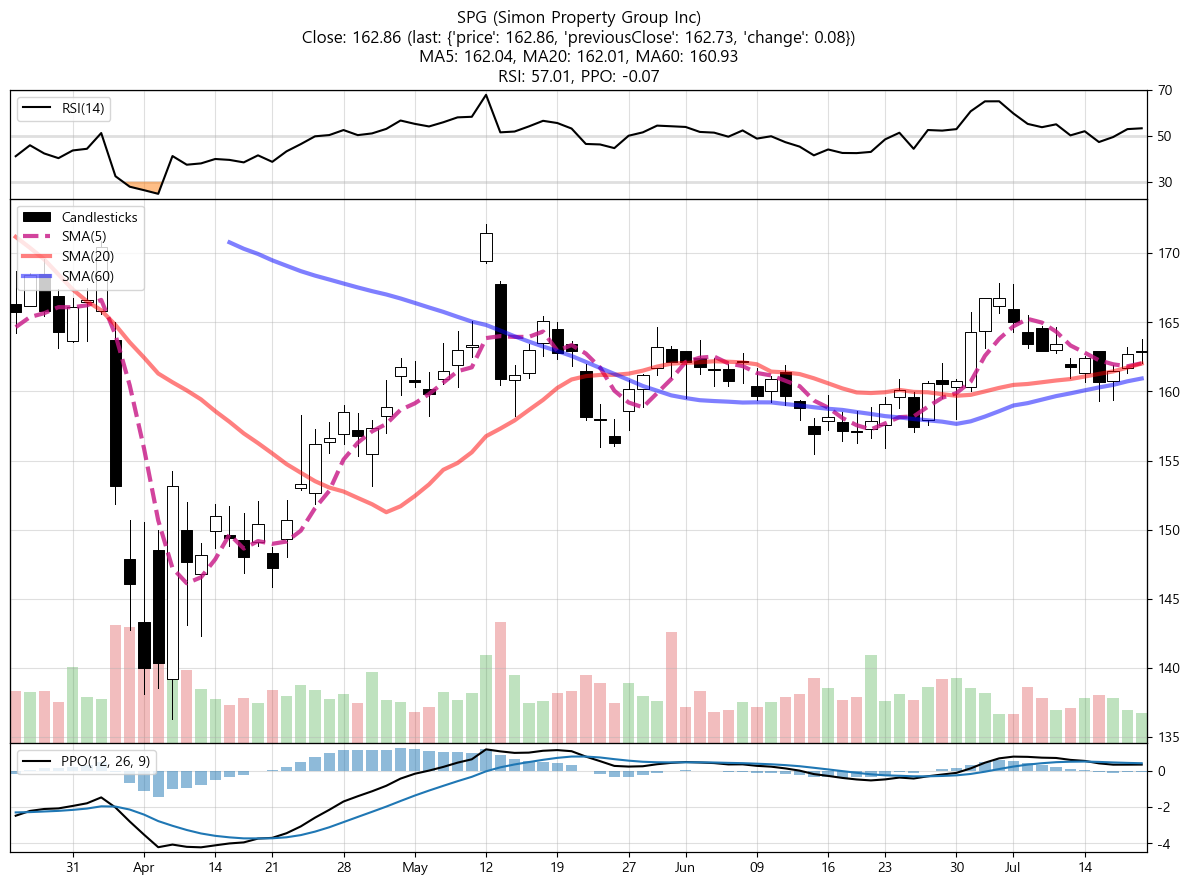 SPG (Simon Property Group Inc)
Close: 162.86 (last: {'price': 162.86, 'previousClose': 162.73, 'change': 0.08})
MA5: 162.04, MA20: 162.01, MA60: 160.93
RSI: 57.01, PPO: -0.07
RSI(14)
70
50
30
Candlesticks
SMA(5)
SMA(20)
SMA(60)
170
165
160
155
150
145
140
135
PPO(12, 26, 9)
0
-2
-4
31 Apr 14 21 28 May 12 19 27 Jun 09 16 23 30 Jul 14